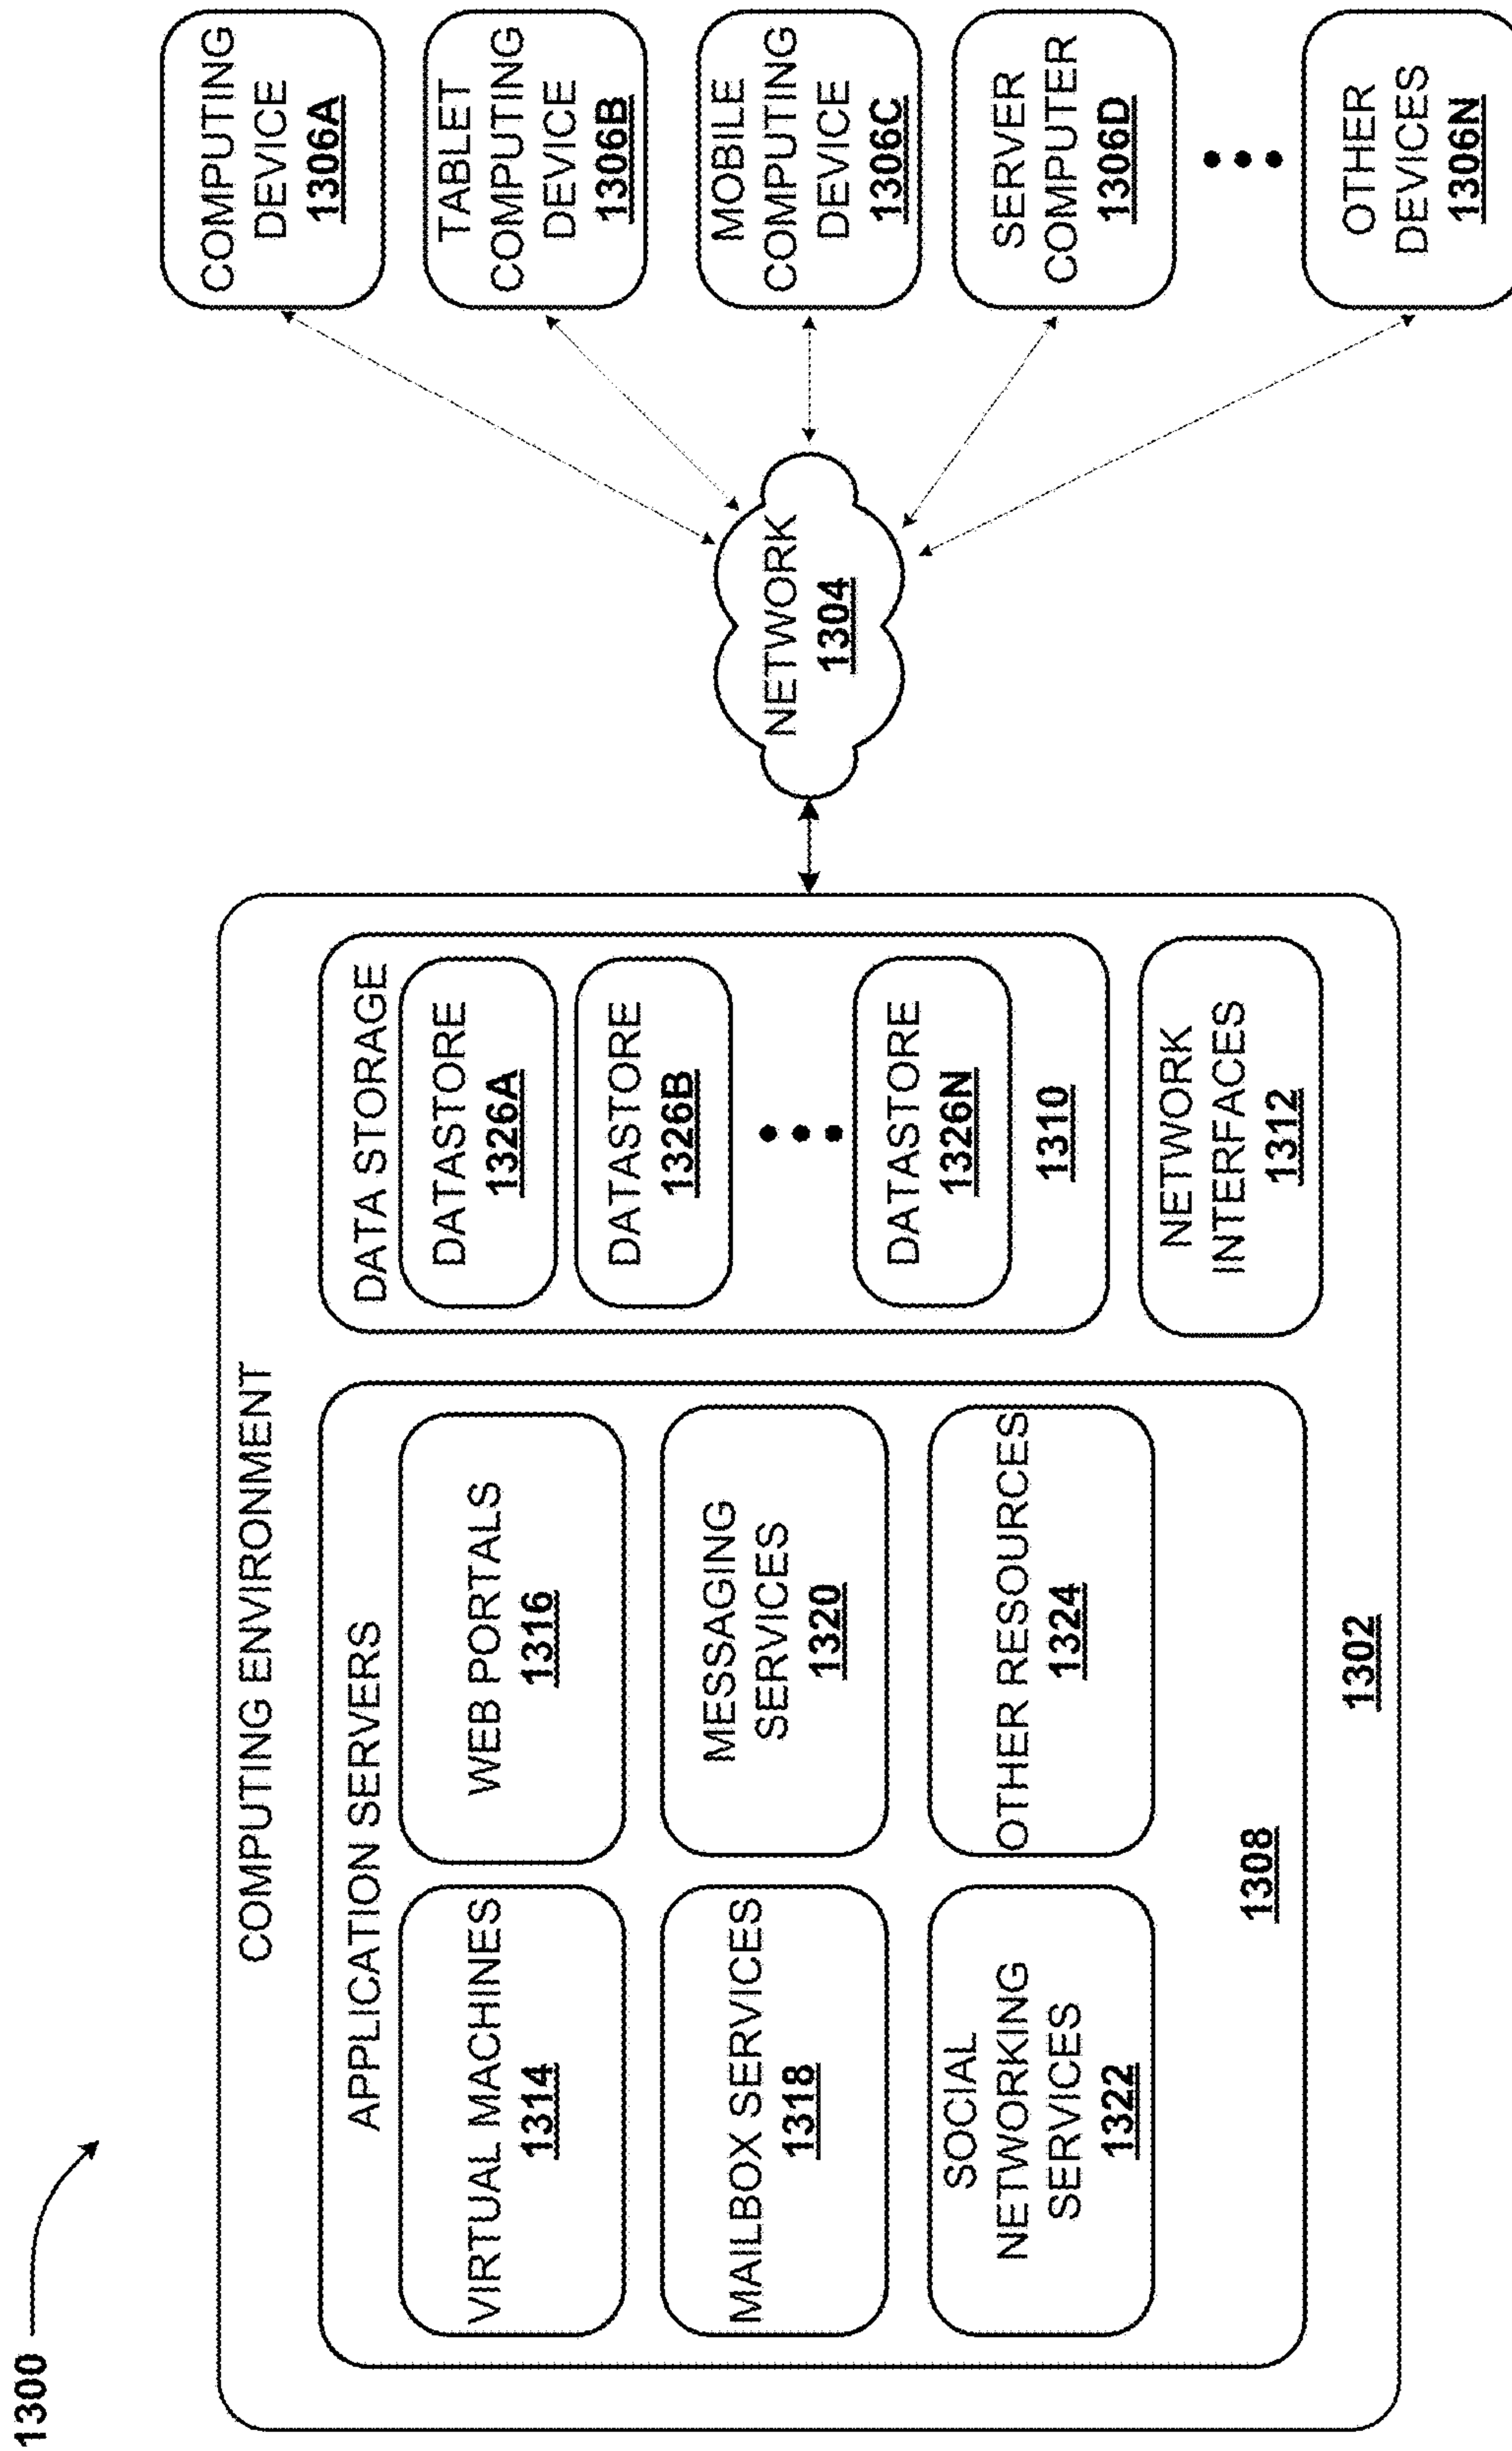 1300
COMPUTING ENVIRONMENT
APPLICATION SERVERS
VIRTUAL MACHINES
1314
WEB PORTALS
1316
MAILBOX SERVICES
1318
MESSAGING
SERVICES
1320
SOCIAL
NETWORKING
SERVICES
1322
OTHER RESOURCES
1324
1308
DATA STORAGE
DATASTORE
1326A
DATASTORE
1326B
DATASTORE
1326N
1310
NETWORK
INTERFACES
1312
1302
NETWORK
1304
COMPUTING
DEVICE
1306A
TABLET
COMPUTING
DEVICE
1306B
MOBILE
COMPUTING
DEVICE
1306C
SERVER
COMPUTER
1306D
OTHER
DEVICES
1306N